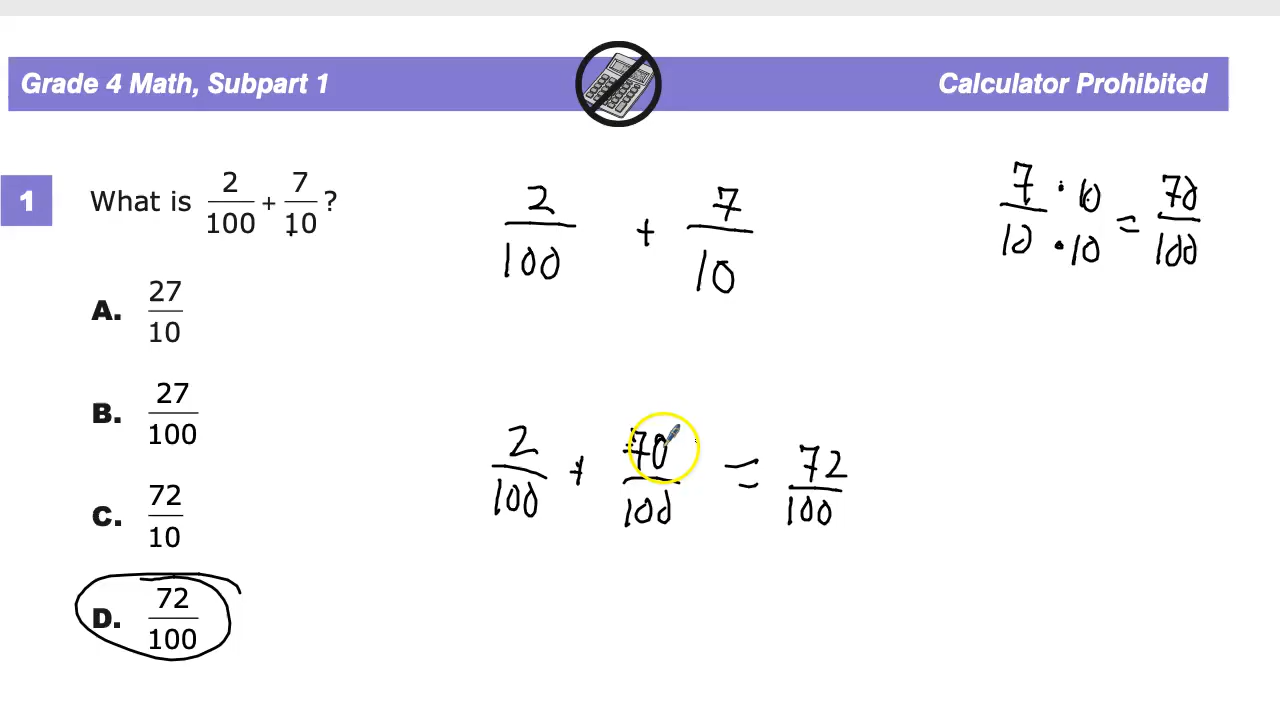 Grade 4 Math, Subpart 1
Calculator Prohibited
1
What is 2/100 + 7/10 ?
A. 27/10
B. 27/100
C. 72/10
D. 72/100
2/100 + 7/10
7/10 · 10 · 10 = 70/100
2/100 + 70/100 = 72/100